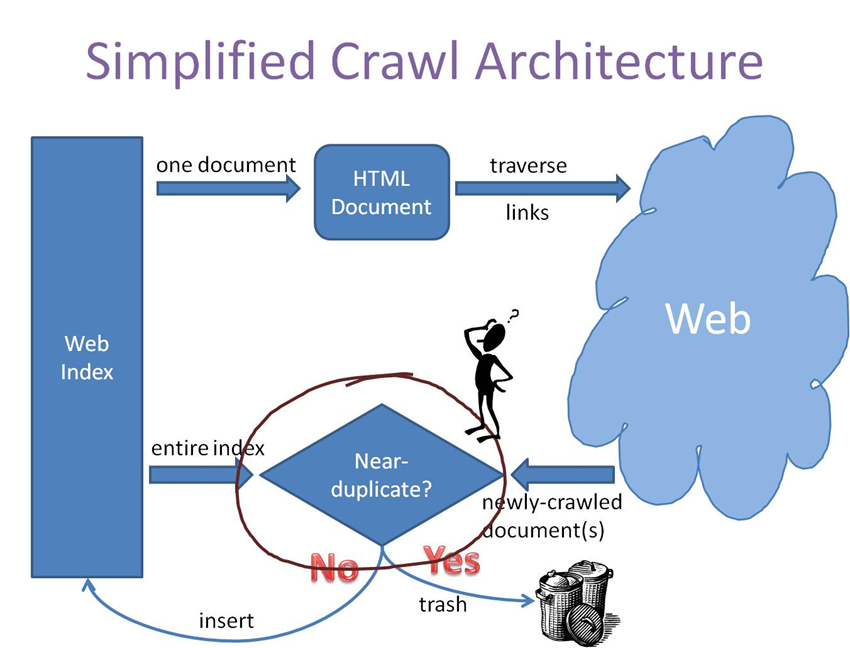 Simplified Crawl Architecture
one document
HTML
Document
traverse
links
Web
Web
Index
?
entire index
Near-
duplicate?
newly-crawled
document(s)
No
Yes
insert
trash